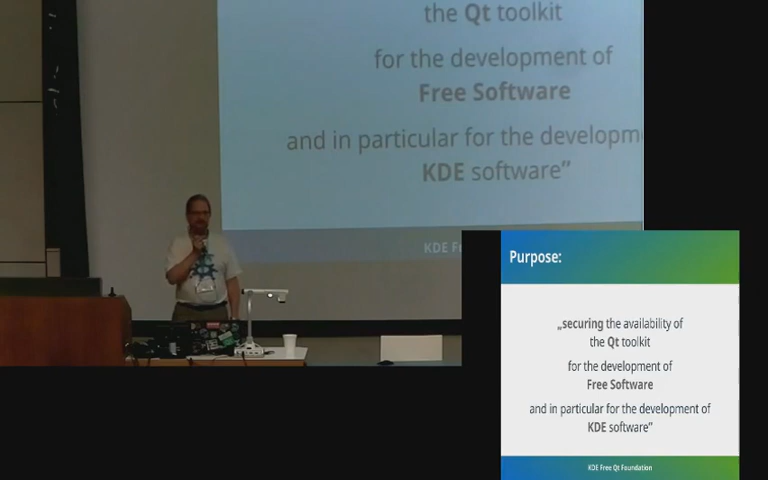 the Qt toolkit
for the development of
Free Software
and in particular for the developm
KDE software”
KDE F
Purpose:
„securing the availability of
the Qt toolkit
for the development of
Free Software
and in particular for the development of
KDE software”
KDE Free Qt Foundation